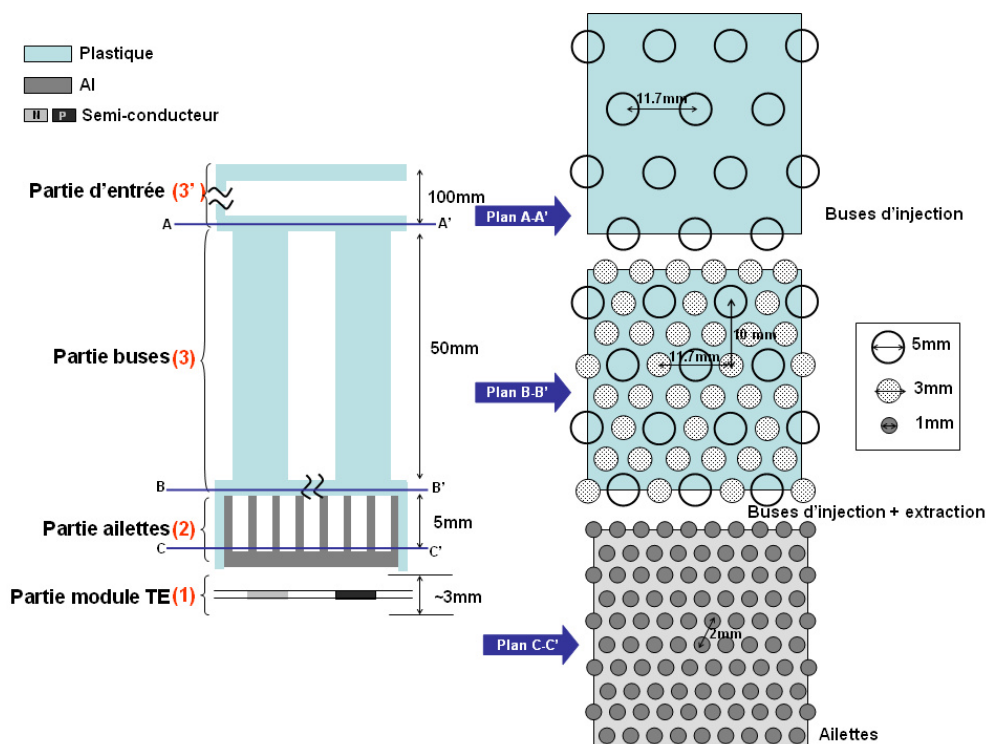 Plastique
Al
N P Semi-conducteur
Partie d'entrée (3')
100mm
A A'
Partie buses (3)
50mm
B B'
Partie ailettes (2)
5mm
C C'
Partie module TE (1)
~3mm
Plan A-A'
11.7mm
Buses d'injection
Plan B-B'
10 mm
11.7mm
Buses d'injection + extraction
5mm
3mm
1mm
Plan C-C'
2mm
Ailettes